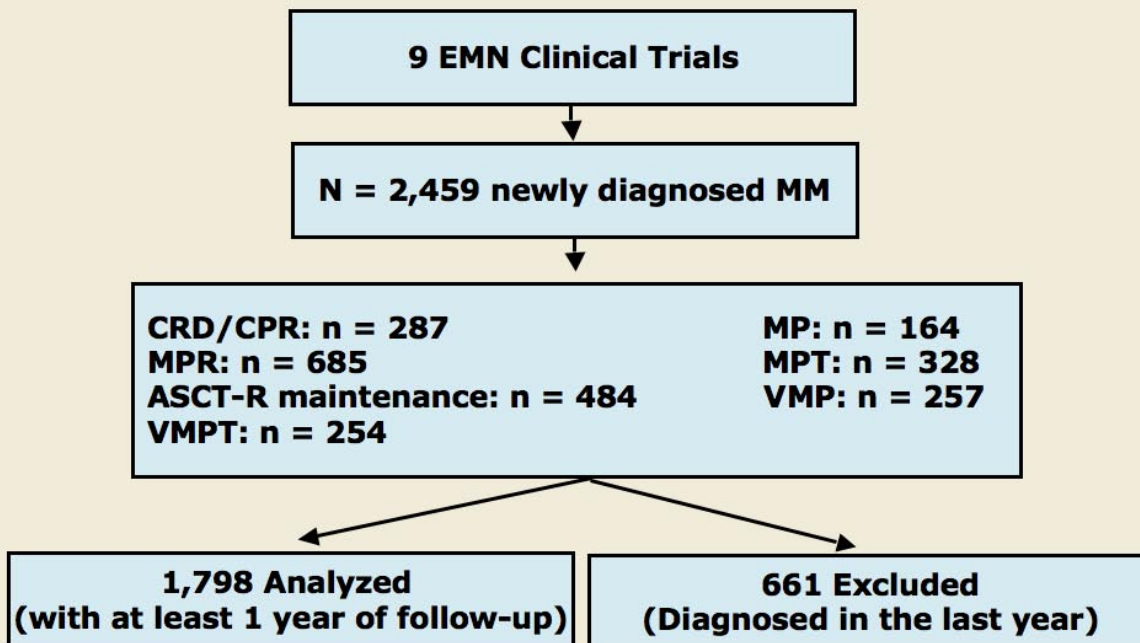 9 EMN Clinical Trials
N = 2,459 newly diagnosed MM
CRD/CPR: n = 287
MPR: n = 685
ASCT-R maintenance: n = 484
VMPT: n = 254
MP: n = 164
MPT: n = 328
VMP: n = 257
1,798 Analyzed
(with at least 1 year of follow-up)
661 Excluded
(Diagnosed in the last year)